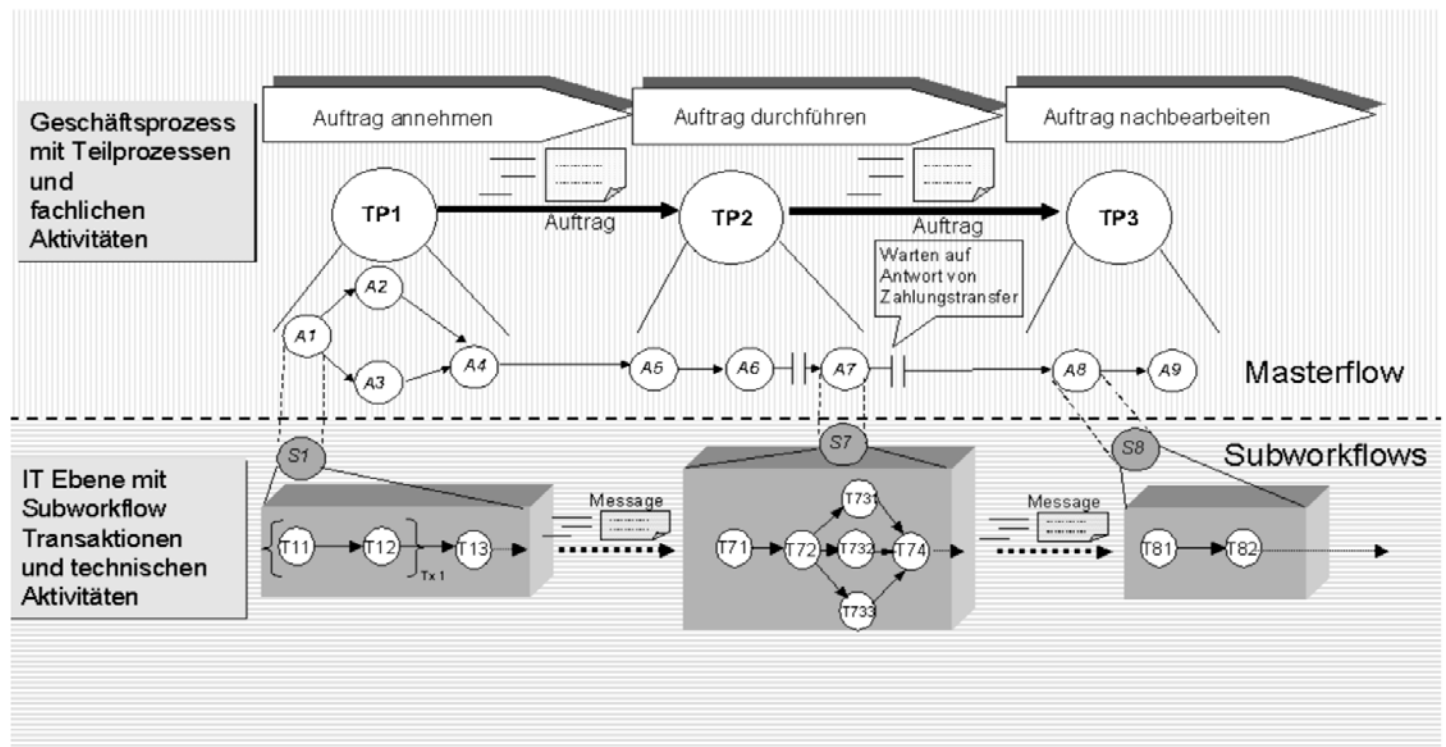 Auftrag annehmen
Auftrag durchführen
Auftrag nachbearbeiten
Geschäftsprozess
mit Teilprozessen
und
fachlichen
Aktivitäten
TP1
Auftrag
TP2
Auftrag
TP3
Warten auf
Antwort von
Zahlungstransfer
A1
A2
A3
A4
A5
A6
A7
A8
A9
Masterflow
S1
S7
S8
Subworkflows
IT Ebene mit
Subworkflow
Transaktionen
und technischen
Aktivitäten
T11
T12
Tx 1
T13
Message
T71
T72
T731
T732
T733
T74
Message
T81
T82